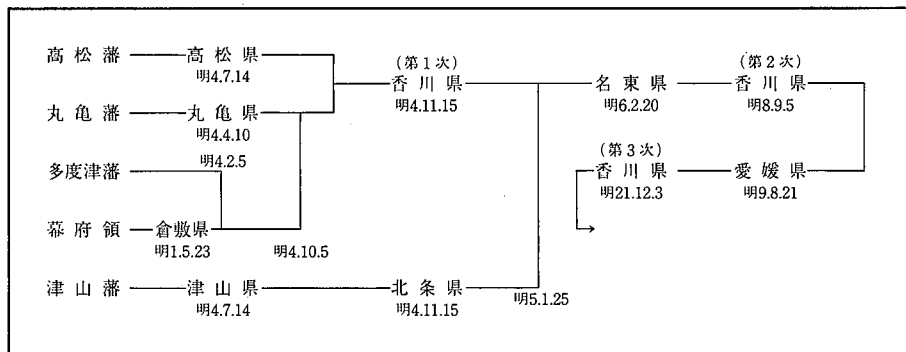 高松藩 高松県 (第1次) 香川県 名東県 (第2次) 香川県
明4.7.14 明4.11.15 明6.2.20 明8.9.5
丸亀藩 丸亀県
明4.4.10
明4.2.5
多度津藩 (第3次) 香川県 愛媛県
明21.12.3 明9.8.21
幕府領 倉敷県
明1.5.23 明4.10.5
津山藩 津山県 北条県 明5.1.25
明4.7.14 明4.11.15